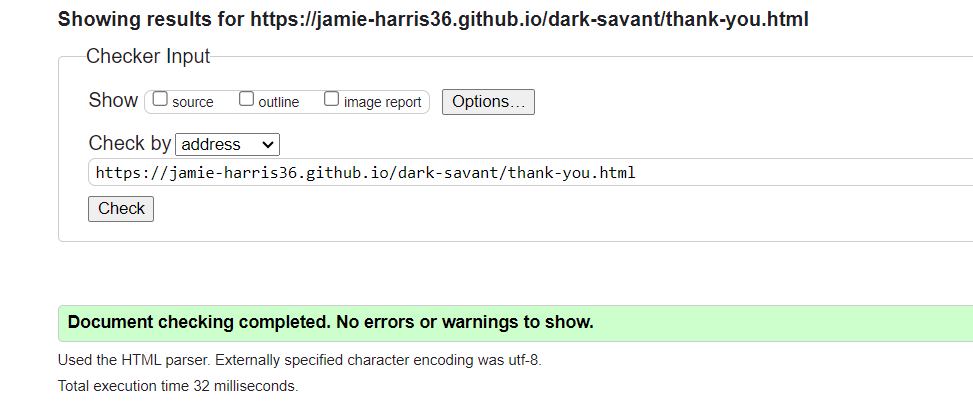 Showing results for https://jamie-harris36.github.io/dark-savant/thank-you.html
Checker Input
Show source outline image report Options...
Check by address
https://jamie-harris36.github.io/dark-savant/thank-you.html
Check
Document checking completed. No errors or warnings to show.
Used the HTML parser. Externally specified character encoding was utf-8.
Total execution time 32 milliseconds.